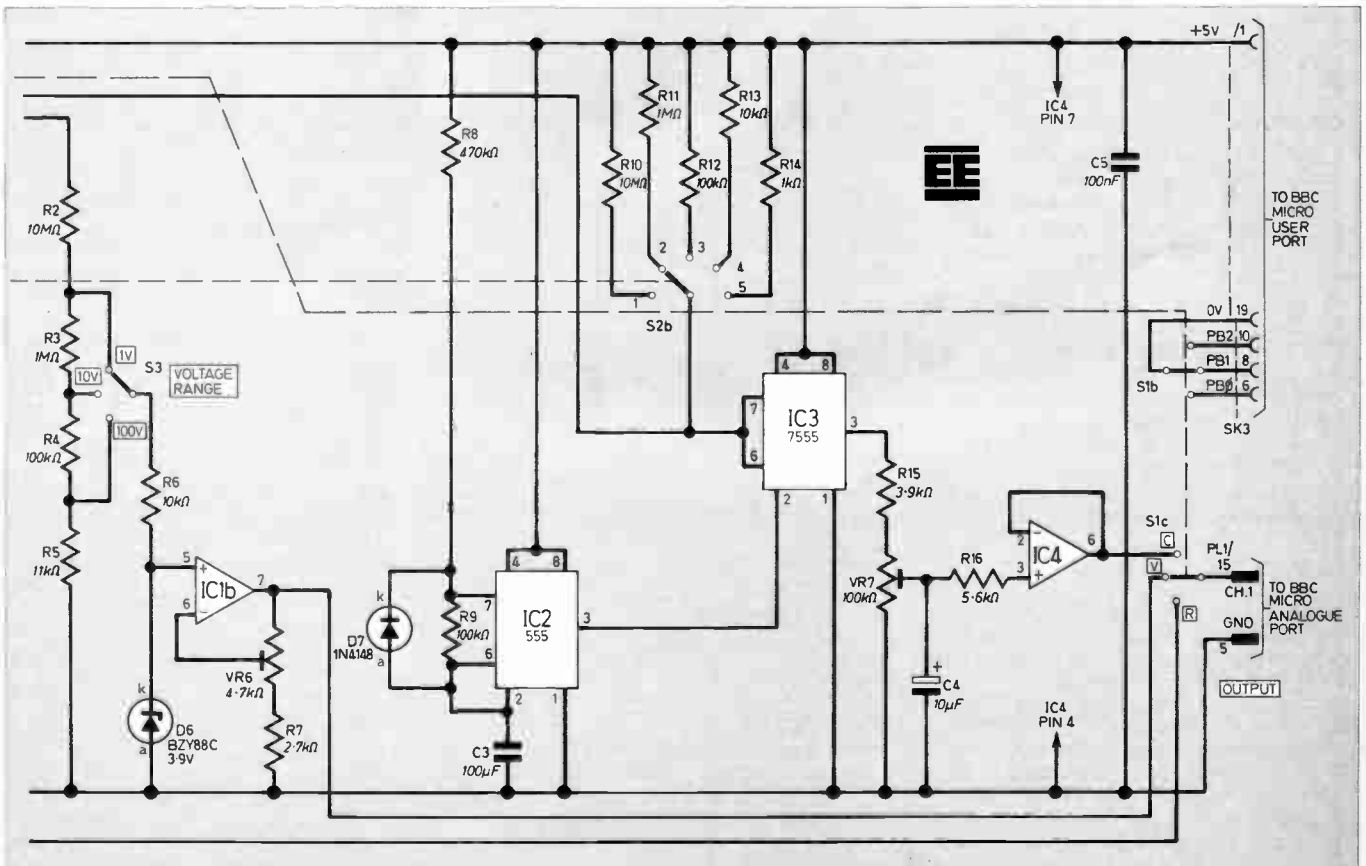 +5v /1
R11
1MΩ
R13
10kΩ
IC4
PIN 7
R8
470kΩ
R10
10MΩ
R12
100kΩ
R14
1kΩ
EE
C5
100nF
TO BBC
MICRO
USER
PORT
R2
10MΩ
2
3
4
1
5
S2b
0V 19
PB2 10
PB1 8
PB0 6
S1b
SK3
R3
1MΩ
1V
S3
VOLTAGE
RANGE
10V
100V
R4
100kΩ
4 8
7
IC3
7555
3
6
2 1
R15
3·9kΩ
R6
10kΩ
R5
11kΩ
5
+
IC1b
7
6
−
4 8
k
D7
1N4148
a
R9
100kΩ
7
IC2
555
3
6
2 1
VR7
100kΩ
R16
5·6kΩ
2
−
IC4
6
3
+
S1c
C
V
R
PL1/
15
CH.1
GND
5
TO BBC
MICRO
ANALOGUE
PORT
OUTPUT
VR6
4·7kΩ
R7
2·7kΩ
k
D6
BZY88C
3·9V
a
C3
100µF
+
C4
10µF
IC4
PIN 4